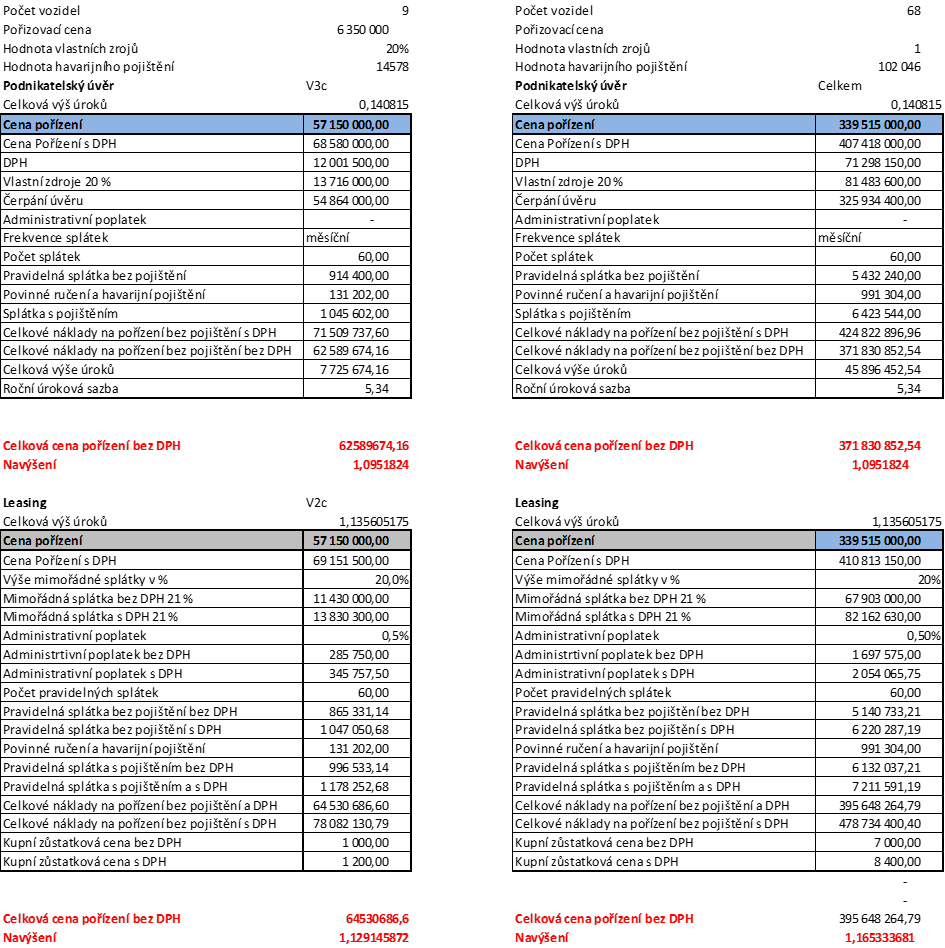 Počet vozidel 9
Pořizovací cena 6 350 000
Hodnota vlastních zrojů 20%
Hodnota havarijního pojištění 14578
Podnikatelský úvěr V3c
Celková výš úroků 0,140815
Cena pořízení 57 150 000,00
Cena Pořízení s DPH 68 580 000,00
DPH 12 001 500,00
Vlastní zdroje 20 % 13 716 000,00
Čerpání úvěru 54 864 000,00
Administrativní poplatek -
Frekvence splátek měsíční
Počet splátek 60,00
Pravidelná splátka bez pojištění 914 400,00
Povinné ručení a havarijní pojištění 131 202,00
Splátka s pojištěním 1 045 602,00
Celkové náklady na pořízení bez pojištění s DPH 71 509 737,60
Celkové náklady na pořízení bez pojištění bez DPH 62 589 674,16
Celková výše úroků 7 725 674,16
Roční úroková sazba 5,34
Celková cena pořízení bez DPH 62589674,16
Navýšení 1,0951824
Leasing V2c
Celková výš úroků 1,135605175
Cena pořízení 57 150 000,00
Cena Pořízení s DPH 69 151 500,00
Výše mimořádné splátky v % 20,0%
Mimořádná splátka bez DPH 21 % 11 430 000,00
Mimořádná splátka s DPH 21 % 13 830 300,00
Administrativní poplatek 0,5%
Administrtivní poplatek bez DPH 285 750,00
Administrativní poplatek s DPH 345 757,50
Počet pravidelných splátek 60,00
Pravidelná splátka bez pojištění bez DPH 865 331,14
Pravidelná splátka bez pojištění s DPH 1 047 050,68
Povinné ručení a havarijní pojištění 131 202,00
Pravidelná splátka s pojištěním bez DPH 996 533,14
Pravidelná splátka s pojištěním a s DPH 1 178 252,68
Celkové náklady na pořízení bez pojištění a DPH 64 530 686,60
Celkové náklady na pořízení bez pojištění s DPH 78 082 130,79
Kupní zůstatková cena bez DPH 1 000,00
Kupní zůstatková cena s DPH 1 200,00
Celková cena pořízení bez DPH 64530686,6
Navýšení 1,129145872
Počet vozidel 68
Pořizovací cena
Hodnota vlastních zrojů 1
Hodnota havarijního pojištění 102 046
Podnikatelský úvěr Celkem
Celková výš úroků 0,140815
Cena pořízení 339 515 000,00
Cena Pořízení s DPH 407 418 000,00
DPH 71 298 150,00
Vlastní zdroje 20 % 81 483 600,00
Čerpání úvěru 325 934 400,00
Administrativní poplatek -
Frekvence splátek měsíční
Počet splátek 60,00
Pravidelná splátka bez pojištění 5 432 240,00
Povinné ručení a havarijní pojištění 991 304,00
Splátka s pojištěním 6 423 544,00
Celkové náklady na pořízení bez pojištění s DPH 424 822 896,96
Celkové náklady na pořízení bez pojištění bez DPH 371 830 852,54
Celková výše úroků 45 896 452,54
Roční úroková sazba 5,34
Celková cena pořízení bez DPH 371 830 852,54
Navýšení 1,0951824
Leasing
Celková výš úroků 1,135605175
Cena pořízení 339 515 000,00
Cena Pořízení s DPH 410 813 150,00
Výše mimořádné splátky v % 20%
Mimořádná splátka bez DPH 21 % 67 903 000,00
Mimořádná splátka s DPH 21 % 82 162 630,00
Administrativní poplatek 0,50%
Administrtivní poplatek bez DPH 1 697 575,00
Administrativní poplatek s DPH 2 054 065,75
Počet pravidelných splátek 60,00
Pravidelná splátka bez pojištění bez DPH 5 140 733,21
Pravidelná splátka bez pojištění s DPH 6 220 287,19
Povinné ručení a havarijní pojištění 991 304,00
Pravidelná splátka s pojištěním bez DPH 6 132 037,21
Pravidelná splátka s pojištěním a s DPH 7 211 591,19
Celkové náklady na pořízení bez pojištění a DPH 395 648 264,79
Celkové náklady na pořízení bez pojištění s DPH 478 734 400,40
Kupní zůstatková cena bez DPH 7 000,00
Kupní zůstatková cena s DPH 8 400,00
-
-
Celková cena pořízení bez DPH 395 648 264,79
Navýšení 1,165333681